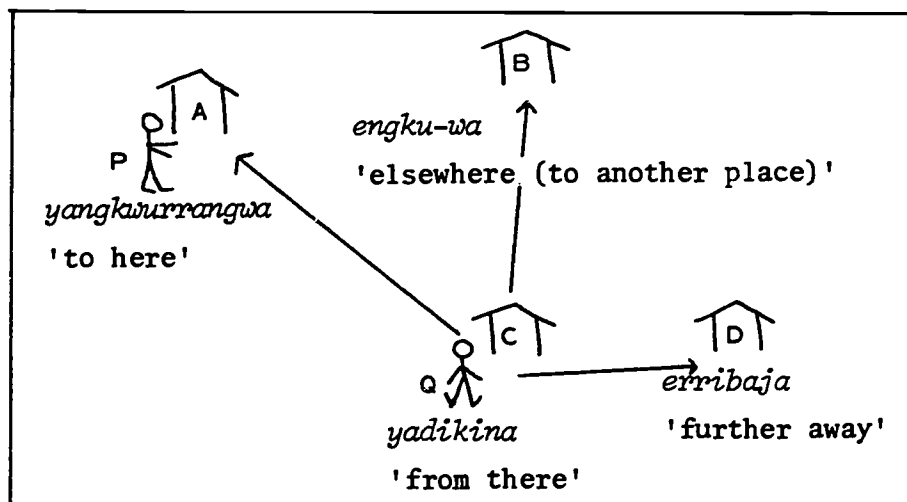 B
A
engku-wa
P
'elsewhere (to another place)'
yangkwurrangwa
'to here'
C
D
Q
erribaja
yadikina
'further away'
'from there'